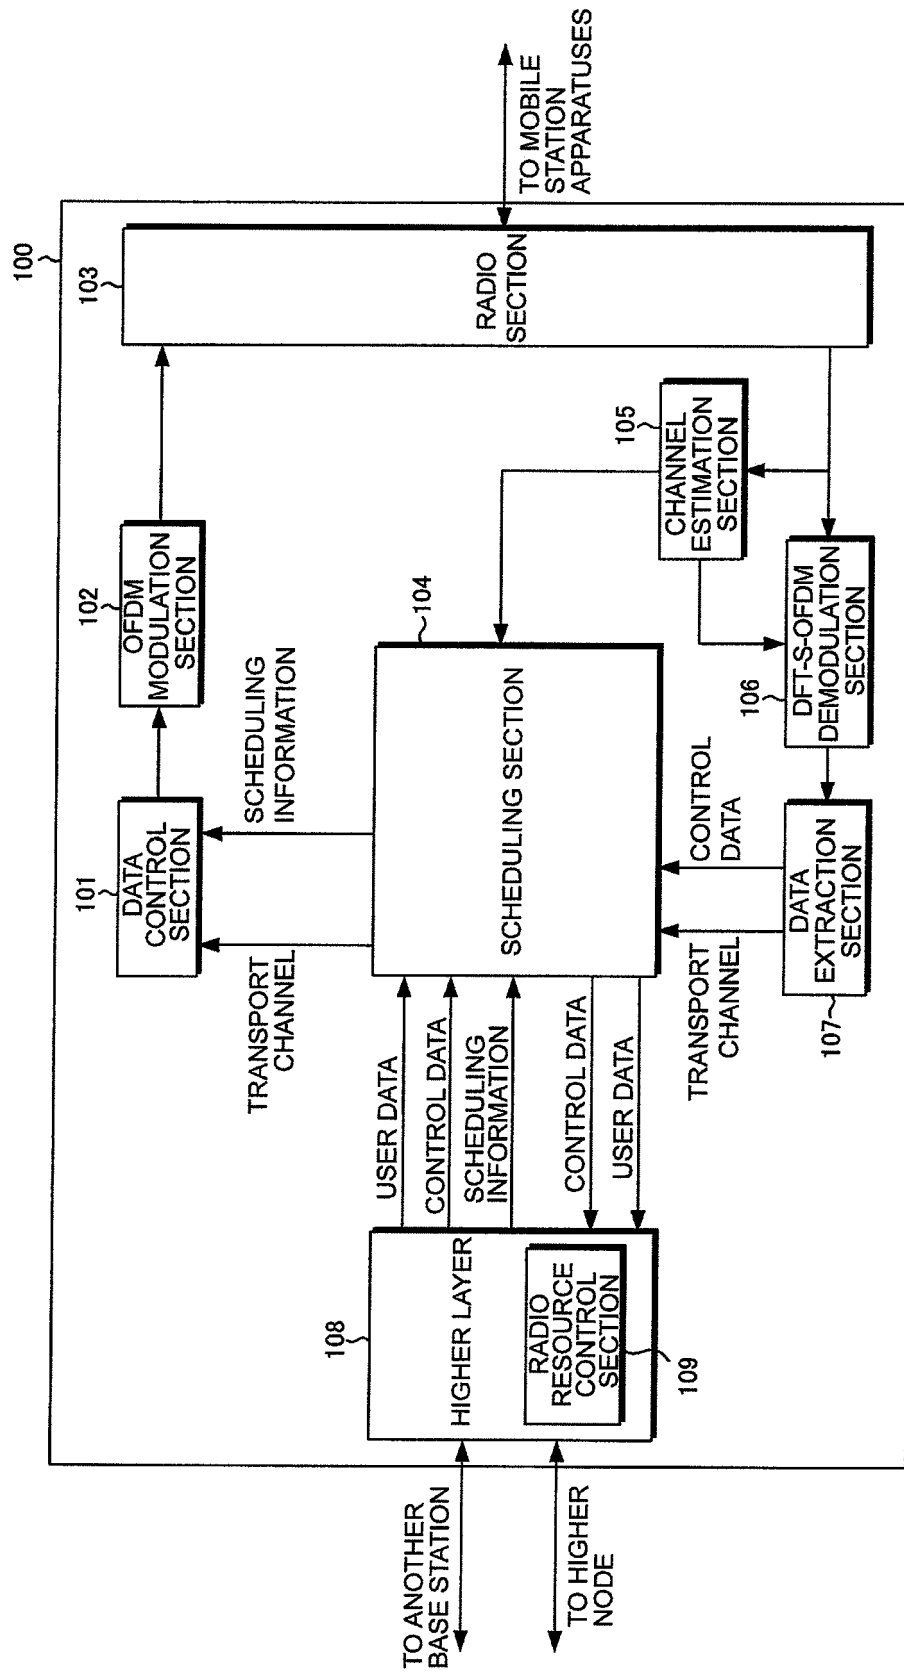 100
103
RADIO
SECTION
TO MOBILE
STATION
APPARATUSES
102
OFDM
MODULATION
SECTION
105
CHANNEL
ESTIMATION
SECTION
101
DATA
CONTROL
SECTION
SCHEDULING
INFORMATION
TRANSPORT
CHANNEL
104
SCHEDULING SECTION
106
DFT-S-OFDM
DEMODULATION
SECTION
CONTROL
DATA
TRANSPORT
CHANNEL
DATA
EXTRACTION
SECTION
107
USER DATA
CONTROL DATA
SCHEDULING
INFORMATION
CONTROL DATA
USER DATA
108
HIGHER LAYER
RADIO
RESOURCE
CONTROL
SECTION
109
TO ANOTHER
BASE STATION
TO HIGHER
NODE